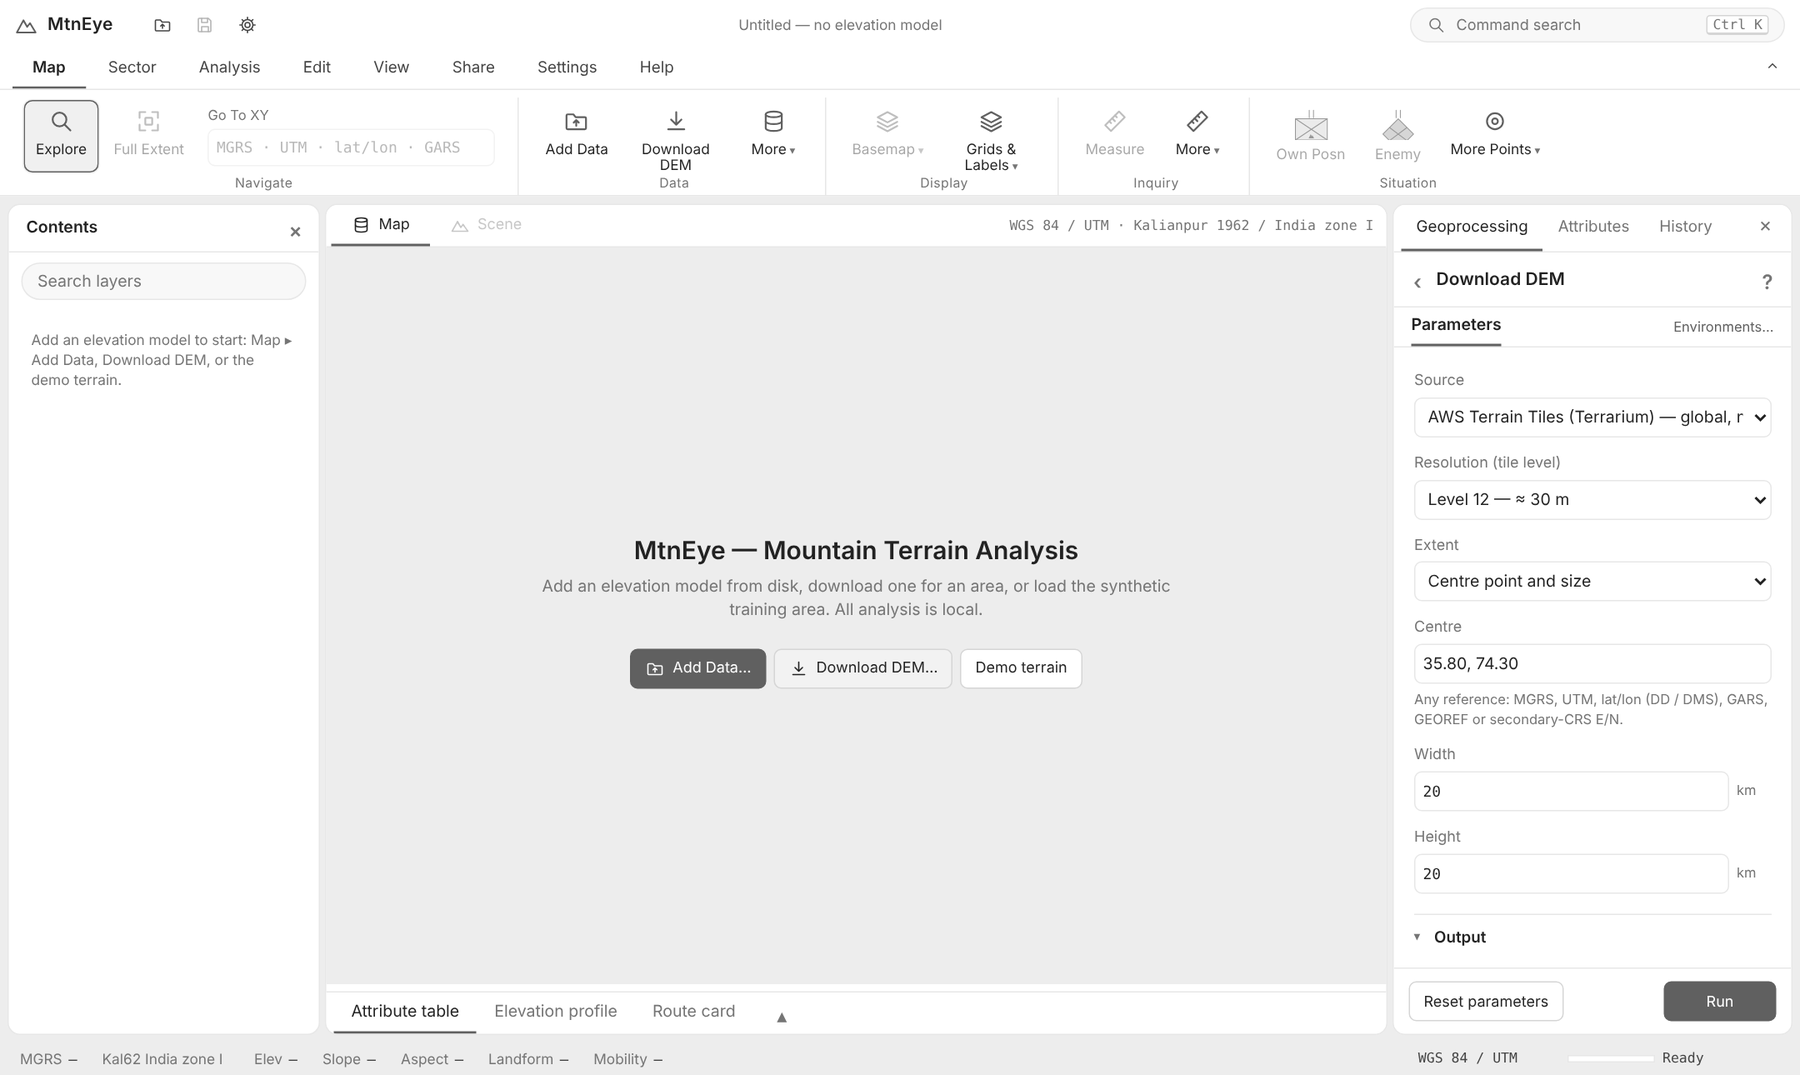 MtnEye
Untitled — no elevation model
Command search
Ctrl K
Map
Sector
Analysis
Edit
View
Share
Settings
Help
Explore
Full Extent
Go To XY
MGRS · UTM · lat/lon · GARS
Navigate
Add Data
Download
DEM
More ▾
Data
Basemap ▾
Grids &
Labels ▾
Display
Measure
More ▾
Inquiry
Own Posn
Enemy
More Points ▾
Situation
Contents
×
Search layers
Add an elevation model to start: Map ▸
Add Data, Download DEM, or the
demo terrain.
Map
Scene
WGS 84 / UTM · Kalianpur 1962 / India zone I
MtnEye — Mountain Terrain Analysis
Add an elevation model from disk, download one for an area, or load the synthetic
training area. All analysis is local.
Add Data...
Download DEM...
Demo terrain
Attribute table
Elevation profile
Route card
▲
Geoprocessing
Attributes
History
×
‹
Download DEM
?
Parameters
Environments...
Source
AWS Terrain Tiles (Terrarium) — global, r
Resolution (tile level)
Level 12 — ≈ 30 m
Extent
Centre point and size
Centre
35.80, 74.30
Any reference: MGRS, UTM, lat/lon (DD / DMS), GARS,
GEOREF or secondary-CRS E/N.
Width
20
km
Height
20
km
▾ Output
Reset parameters
Run
MGRS —
Kal62 India zone I
Elev —
Slope —
Aspect —
Landform —
Mobility —
WGS 84 / UTM
Ready